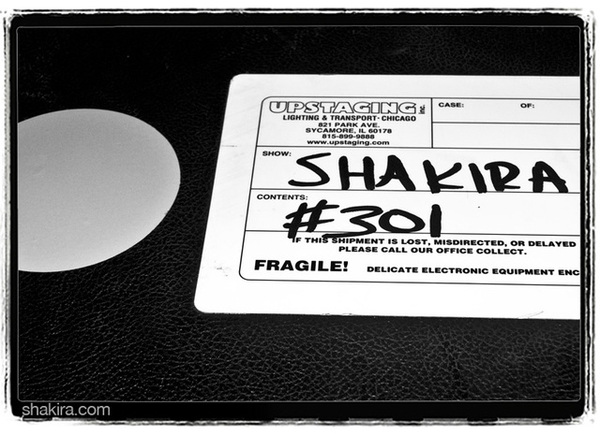 UPSTAGING inc.
LIGHTING & TRANSPORT · CHICAGO
821 PARK AVE.
SYCAMORE, IL 60178
815-899-9888
www.upstaging.com
CASE: OF:
SHOW: SHAKIRA
CONTENTS: #301
IF THIS SHIPMENT IS LOST, MISDIRECTED, OR DELAYED
PLEASE CALL OUR OFFICE COLLECT.
FRAGILE! DELICATE ELECTRONIC EQUIPMENT ENC
shakira.com